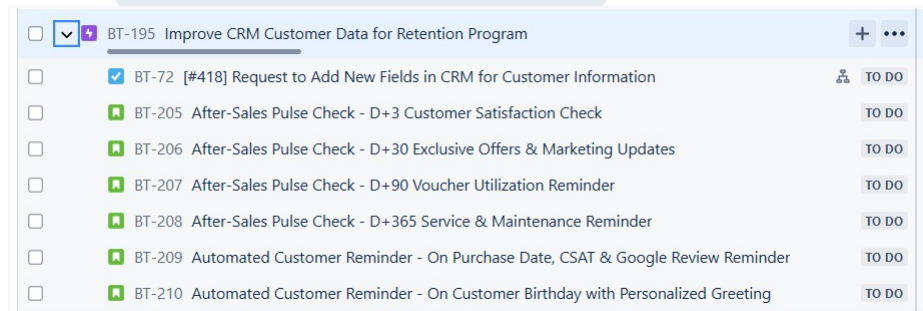 BT-195 Improve CRM Customer Data for Retention Program
BT-72 [#418] Request to Add New Fields in CRM for Customer Information TO DO
BT-205 After-Sales Pulse Check - D+3 Customer Satisfaction Check TO DO
BT-206 After-Sales Pulse Check - D+30 Exclusive Offers & Marketing Updates TO DO
BT-207 After-Sales Pulse Check - D+90 Voucher Utilization Reminder TO DO
BT-208 After-Sales Pulse Check - D+365 Service & Maintenance Reminder TO DO
BT-209 Automated Customer Reminder - On Purchase Date, CSAT & Google Review Reminder TO DO
BT-210 Automated Customer Reminder - On Customer Birthday with Personalized Greeting TO DO